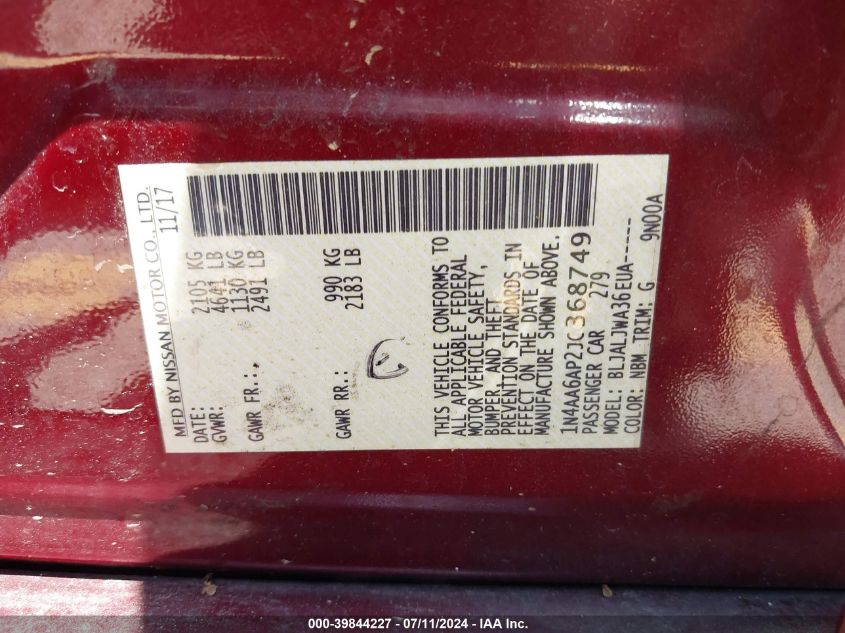 MFD BY NISSAN MOTOR CO., LTD.
DATE: 11/17
GVWR: 2105 KG
4641 LB
GAWR FR.: 1130 KG
2491 LB
GAWR RR.: 990 KG
2183 LB
THIS VEHICLE CONFORMS TO
ALL APPLICABLE FEDERAL
MOTOR VEHICLE SAFETY,
BUMPER, AND THEFT
PREVENTION STANDARDS IN
EFFECT ON THE DATE OF
MANUFACTURE SHOWN ABOVE.
1N4AA6AP2JC368749
PASSENGER CAR 279
MODEL: BLJALJWA36EUA-----
COLOR: NBM TRIM: G 9N00A
000-39844227 - 07/11/2024 - IAA Inc.